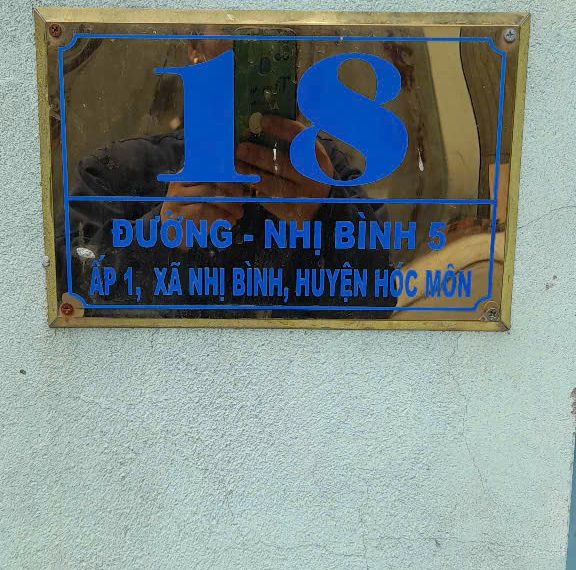 18
ĐƯỜNG - NHỊ BÌNH 5
ẤP 1, XÃ NHỊ BÌNH, HUYỆN HÓC MÔN